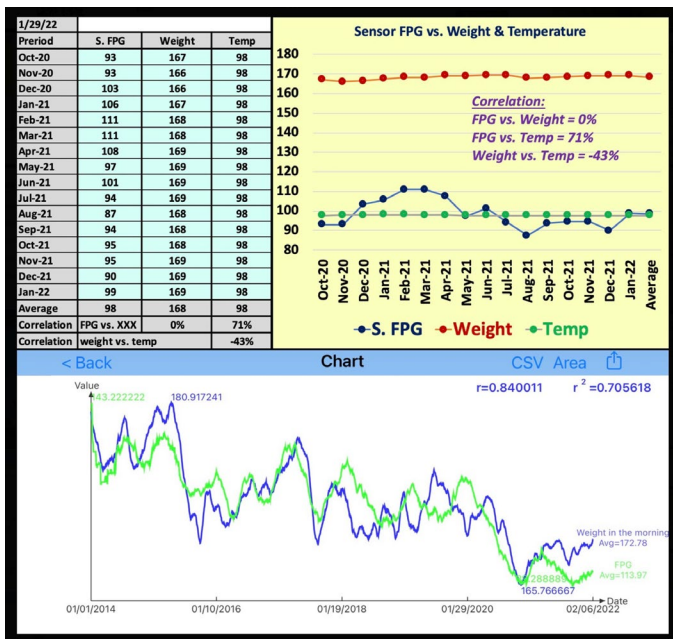 1/29/22
Preriod S. FPG Weight Temp
Oct-20 93 167 98
Nov-20 93 166 98
Dec-20 103 166 98
Jan-21 106 167 98
Feb-21 111 168 98
Mar-21 111 168 98
Apr-21 108 169 98
May-21 97 169 98
Jun-21 101 169 98
Jul-21 94 169 98
Aug-21 87 168 98
Sep-21 94 168 98
Oct-21 95 168 98
Nov-21 95 169 98
Dec-21 90 169 98
Jan-22 99 169 98
Average 98 168 98
Correlation FPG vs. XXX 0% 71%
Correlation weight vs. temp -43%
Sensor FPG vs. Weight & Temperature
180
170
160
150
140
130
120
110
100
90
80
Correlation:
FPG vs. Weight = 0%
FPG vs. Temp = 71%
Weight vs. Temp = -43%
Oct-20 Nov-20 Dec-20 Jan-21 Feb-21 Mar-21 Apr-21 May-21 Jun-21 Jul-21 Aug-21 Sep-21 Oct-21 Nov-21 Dec-21 Jan-22 Average
S. FPG Weight Temp
< Back Chart CSV Area
Value
143.222222 180.917241 r=0.840011 r²=0.705618
Weight in the morning
Avg=172.78
FPG
Avg=113.97
165.766667
Date
01/01/2014 01/10/2016 01/19/2018 01/29/2020 02/06/2022